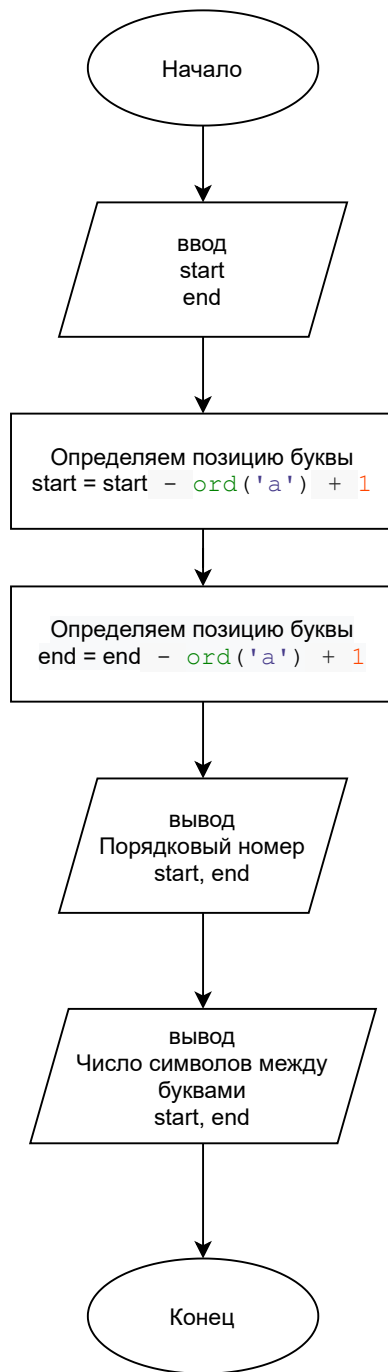 Начало
ввод
start
end
Определяем позицию буквы
start = start - ord('a') + 1
Определяем позицию буквы
end = end - ord('a') + 1
вывод
Порядковый номер
start, end
вывод
Число символов между
буквами
start, end
Конец